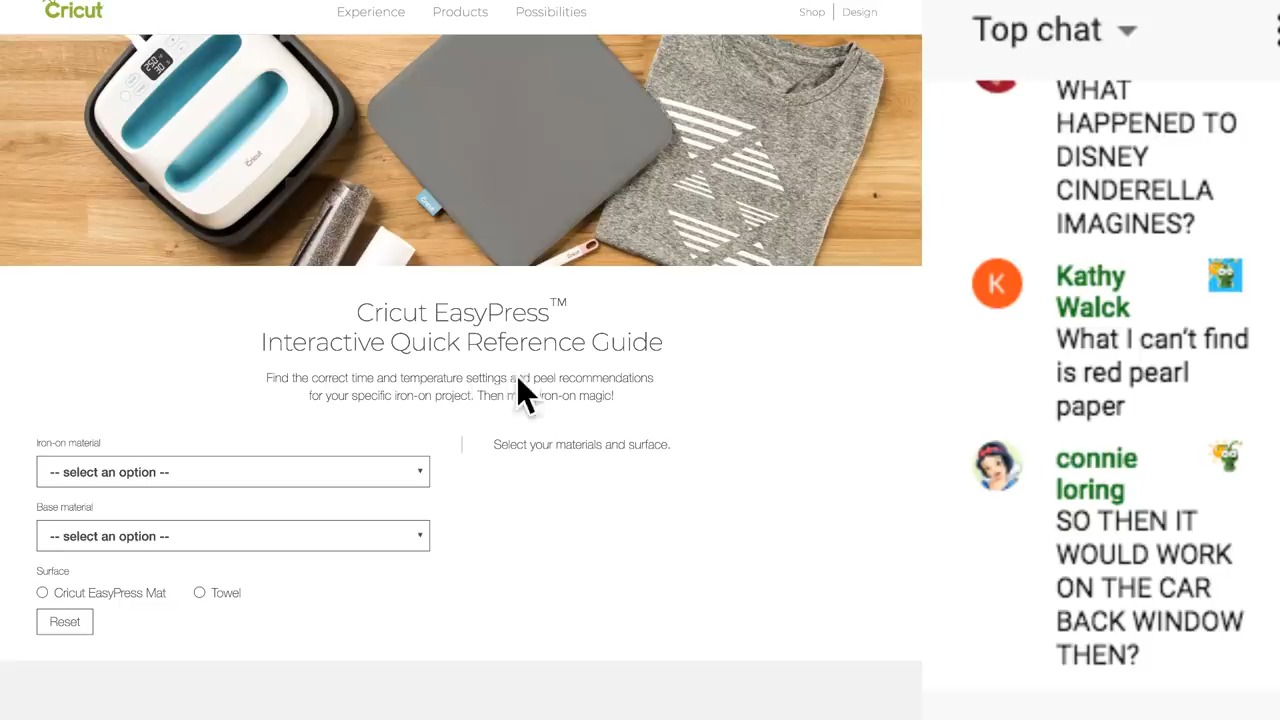 Cricut
Experience Products Possibilities
Shop Design
Cricut EasyPress™
Interactive Quick Reference Guide
Find the correct time and temperature settings and peel recommendations
for your specific iron-on project. Then iron-on magic!
Iron-on material
-- select an option --
Base material
-- select an option --
Surface
Cricut EasyPress Mat Towel
Reset
Select your materials and surface.
Top chat
WHAT
HAPPENED TO
DISNEY
CINDERELLA
IMAGINES?
K
Kathy
Walck
What I can't find
is red pearl
paper
connie
loring
SO THEN IT
WOULD WORK
ON THE CAR
BACK WINDOW
THEN?